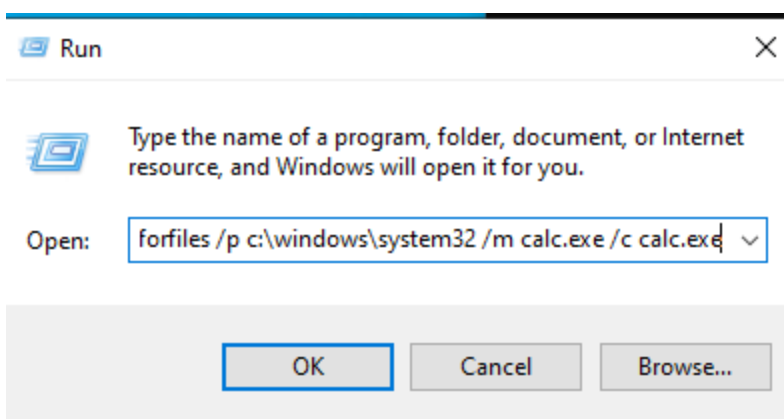 Run
Type the name of a program, folder, document, or Internet
resource, and Windows will open it for you.
Open: forfiles /p c:\windows\system32 /m calc.exe /c calc.exe
OK Cancel Browse...